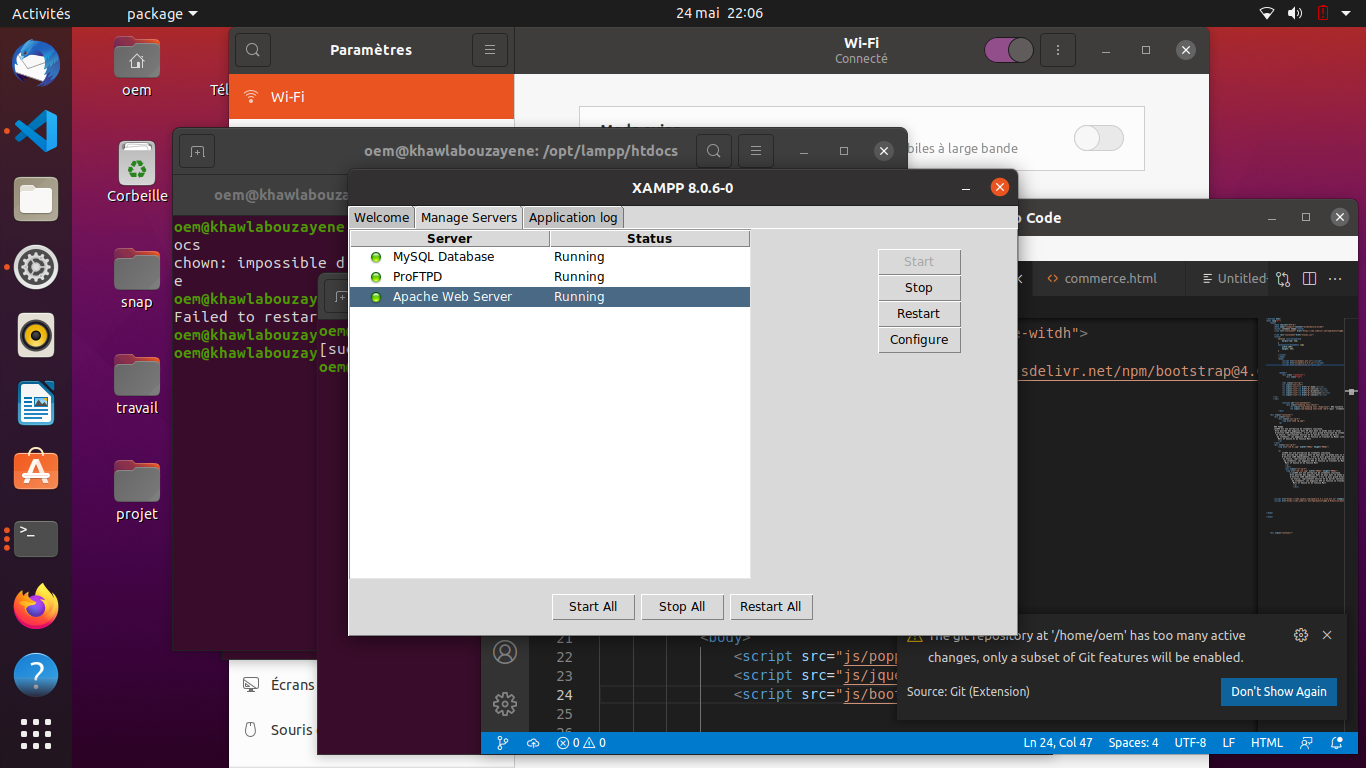 Activités
package
24 mai 22:06
oem
Tél
Corbeille
snap
travail
projet
Paramètres
Wi-Fi
Connecté
Wi-Fi
biles à large bande
Écrans
Souris
oem@khawlabouzayene: /opt/lampp/htdocs
oem@khawlabouza
oem@khawlabouzayene
ocs
chown: impossible d
e
oem@khawlabouzay
Failed to restar
oem@khawlabouzay
oem@khawlabouzay
oem
[su
oem
XAMPP 8.0.6-0
Welcome
Manage Servers
Application log
Server Status
MySQL Database Running
ProFTPD Running
Apache Web Server Running
Start
Stop
Restart
Configure
Start All
Stop All
Restart All
Code
commerce.html
Untitled-
e-witdh">
sdelivr.net/npm/bootstrap@4.
21 <body>
22 <script src="js/popp
23 <script src="js/jque
24 <script src="js/boot
25
The git repository at '/home/oem' has too many active
changes, only a subset of Git features will be enabled.
Source: Git (Extension)
Don't Show Again
0 0
Ln 24, Col 47
Spaces: 4
UTF-8
LF
HTML